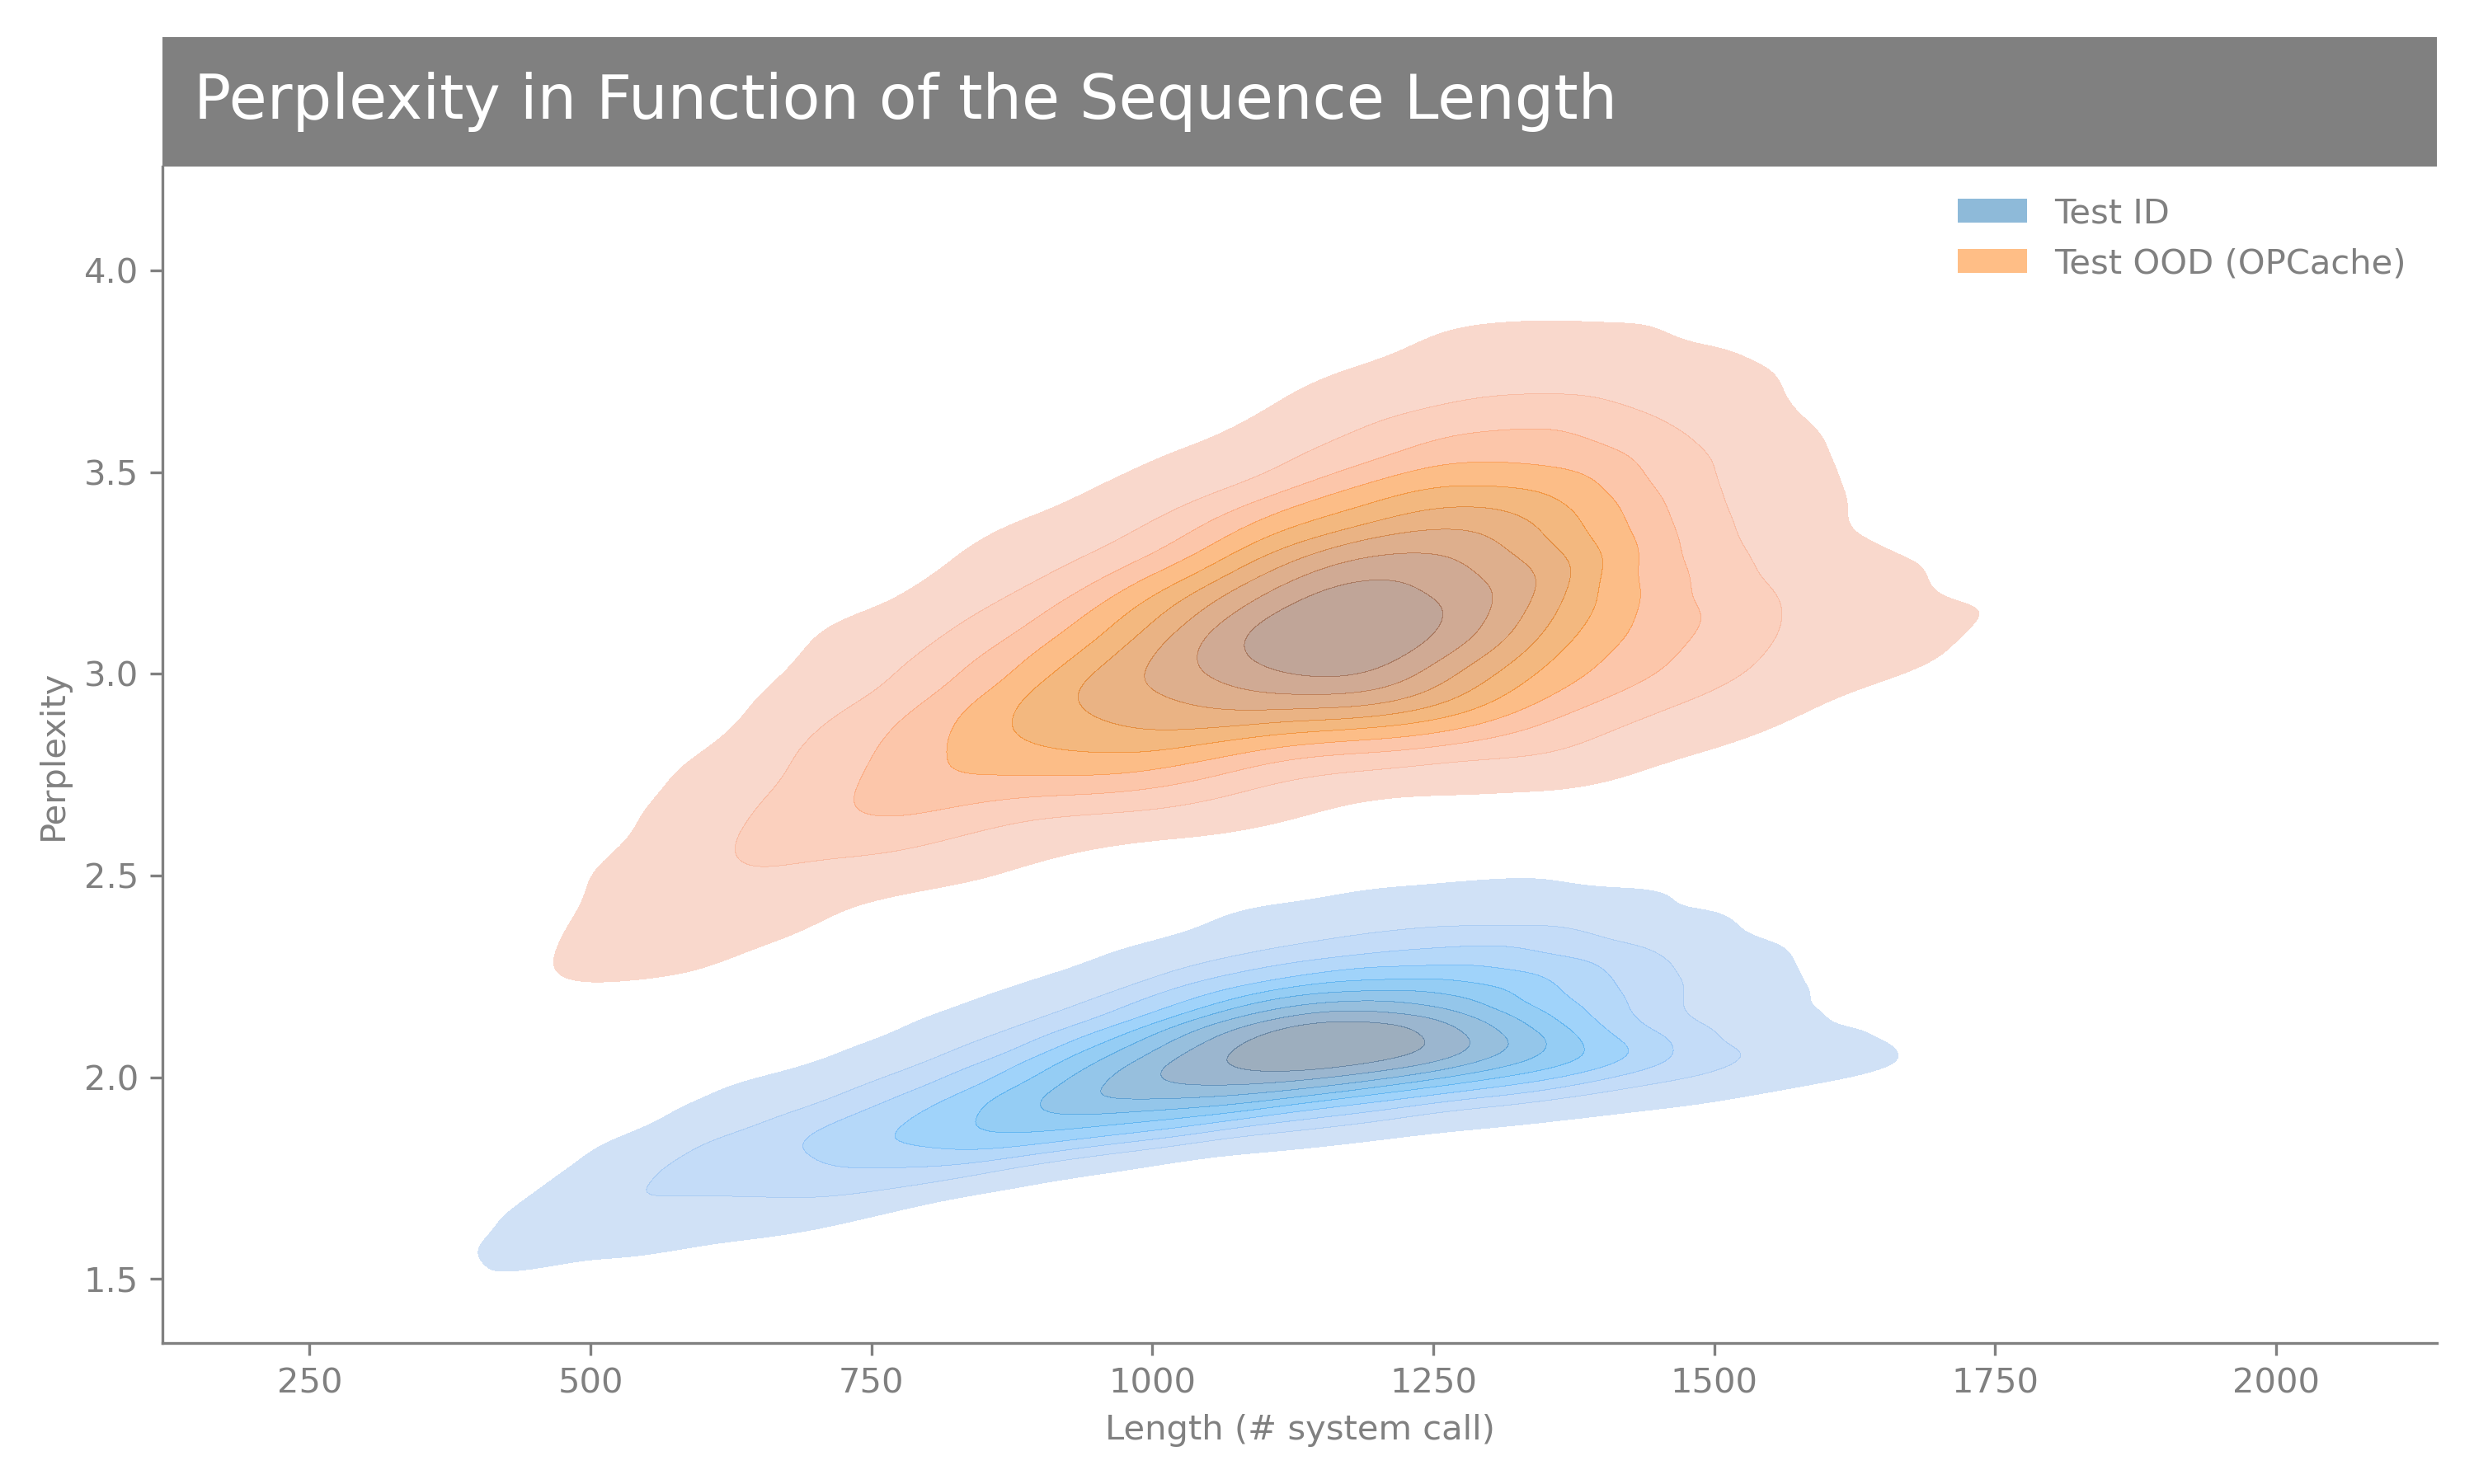 Perplexity in Function of the Sequence Length
Test ID
Test OOD (OPCache)
Perplexity
4.0
3.5
3.0
2.5
2.0
1.5
250 500 750 1000 1250 1500 1750 2000
Length (# system call)